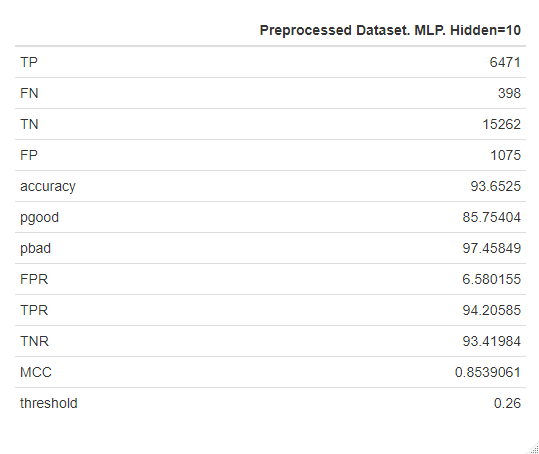 Preprocessed Dataset. MLP. Hidden=10
TP 6471
FN 398
TN 15262
FP 1075
accuracy 93.6525
pgood 85.75404
pbad 97.45849
FPR 6.580155
TPR 94.20585
TNR 93.41984
MCC 0.8539061
threshold 0.26